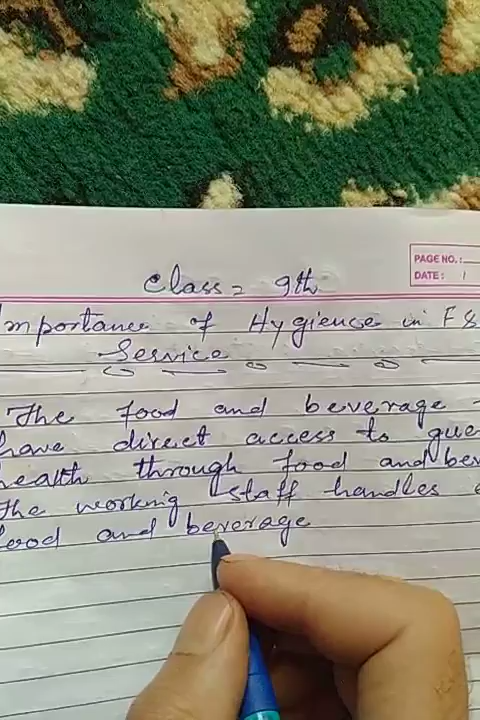 PAGE NO.:
DATE: /
Class = 9th
mportance of Hygience in F&
Service
The food and beverage
have direct access to gue
health through food and bev
The working staff handles
food and beverage